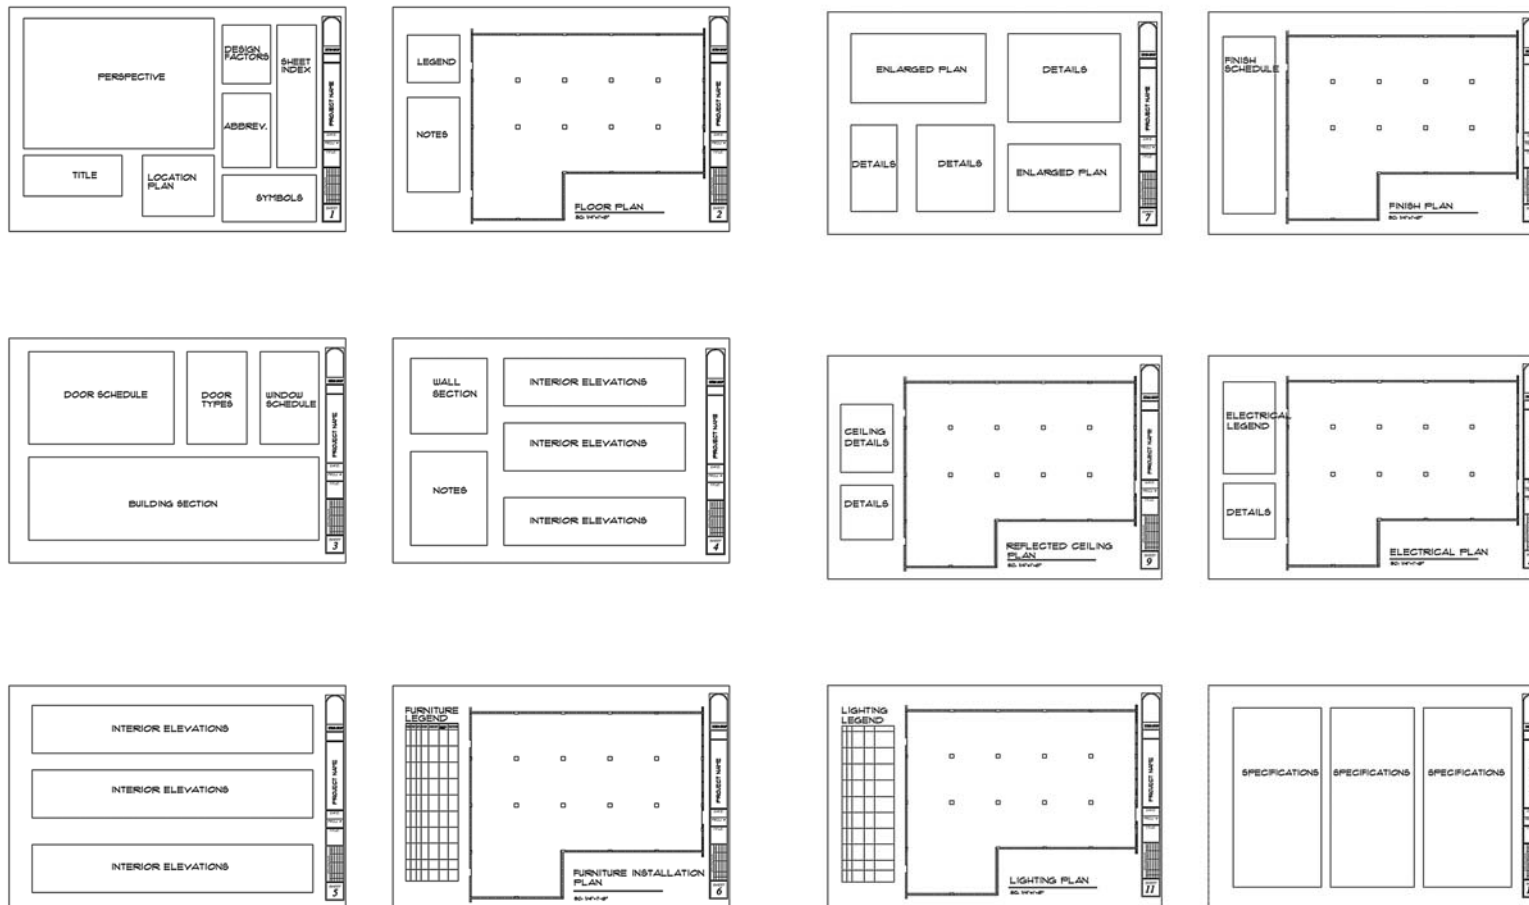 PERSPECTIVE
DESIGN
FACTORS
SHEET
INDEX
ABBREV.
TITLE
LOCATION
PLAN
SYMBOLS
PROJECT NAME
1
LEGEND
NOTES
FLOOR PLAN
PROJECT NAME
2
ENLARGED PLAN
DETAILS
DETAILS
DETAILS
ENLARGED PLAN
PROJECT NAME
7
FINISH
SCHEDULE
FINISH PLAN
DOOR SCHEDULE
DOOR
TYPES
WINDOW
SCHEDULE
BUILDING SECTION
PROJECT NAME
3
WALL
SECTION
NOTES
INTERIOR ELEVATIONS
INTERIOR ELEVATIONS
INTERIOR ELEVATIONS
PROJECT NAME
4
CEILING
DETAILS
DETAILS
REFLECTED CEILING
PLAN
PROJECT NAME
9
ELECTRICAL
LEGEND
DETAILS
ELECTRICAL PLAN
INTERIOR ELEVATIONS
INTERIOR ELEVATIONS
INTERIOR ELEVATIONS
PROJECT NAME
5
FURNITURE
LEGEND
FURNITURE INSTALLATION
PLAN
PROJECT NAME
6
LIGHTING
LEGEND
LIGHTING PLAN
PROJECT NAME
11
SPECIFICATIONS
SPECIFICATIONS
SPECIFICATIONS